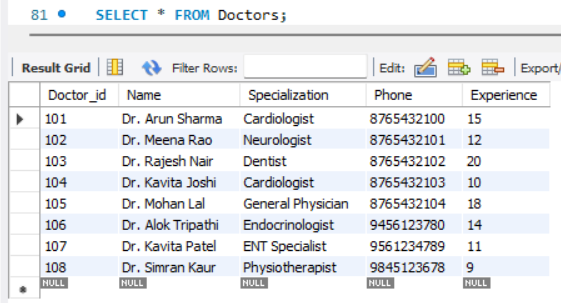 81 SELECT * FROM Doctors;
Result Grid Filter Rows: Edit: Export/
Doctor_id Name Specialization Phone Experience
101 Dr. Arun Sharma Cardiologist 8765432100 15
102 Dr. Meena Rao Neurologist 8765432101 12
103 Dr. Rajesh Nair Dentist 8765432102 20
104 Dr. Kavita Joshi Cardiologist 8765432103 10
105 Dr. Mohan Lal General Physician 8765432104 18
106 Dr. Alok Tripathi Endocrinologist 9456123780 14
107 Dr. Kavita Patel ENT Specialist 9561234789 11
108 Dr. Simran Kaur Physiotherapist 9845123678 9
NULL NULL NULL NULL NULL